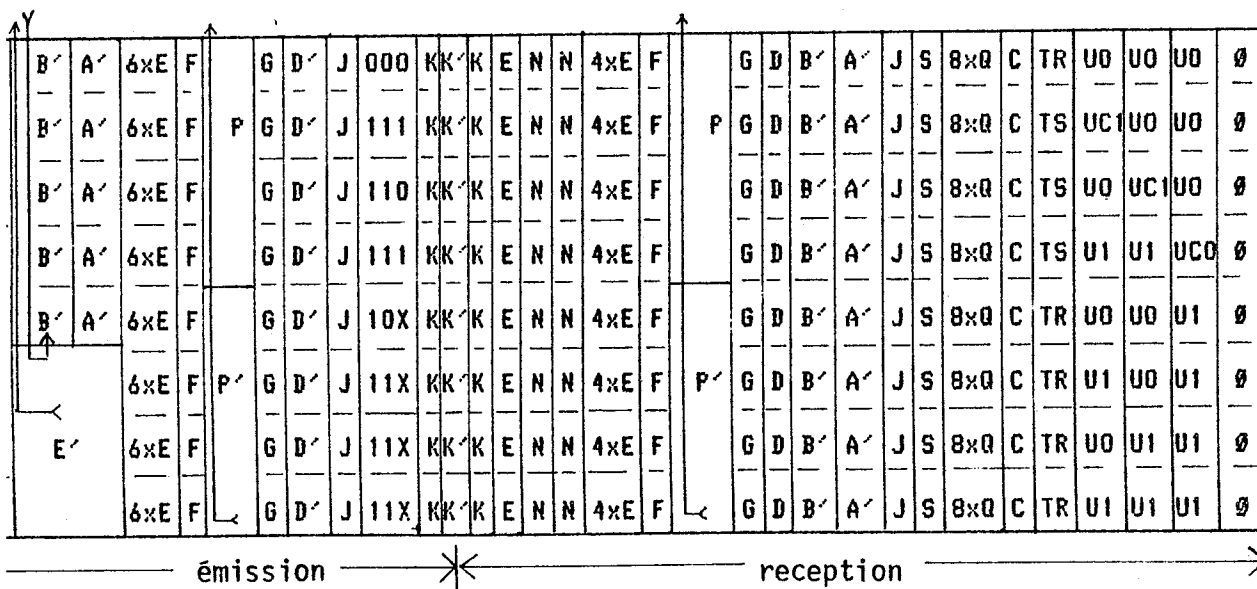 Y
B′ A′ 6xE F G D′ J 000 KK′K E N N 4xE F G D B′ A′ J S 8xQ C TR U0 U0 U0 Ø
B′ A′ 6xE F P G D′ J 111 KK′K E N N 4xE F P G D B′ A′ J S 8xQ C TS UC1 U0 U0 Ø
B′ A′ 6xE F G D′ J 110 KK′K E N N 4xE F G D B′ A′ J S 8xQ C TS U0 UC1 U0 Ø
B′ A′ 6xE F G D′ J 111 KK′K E N N 4xE F G D B′ A′ J S 8xQ C TS U1 U1 UC0 Ø
B′ A′ 6xE F G D′ J 10X KK′K E N N 4xE F G D B′ A′ J S 8xQ C TR U0 U0 U1 Ø
6xE F P′ G D′ J 11X KK′K E N N 4xE F P′ G D B′ A′ J S 8xQ C TR U1 U0 U1 Ø
E′ 6xE F G D′ J 11X KK′K E N N 4xE F G D B′ A′ J S 8xQ C TR U0 U1 U1 Ø
6xE F G D′ J 11X KK′K E N N 4xE F G D B′ A′ J S 8xQ C TR U1 U1 U1 Ø
émission reception